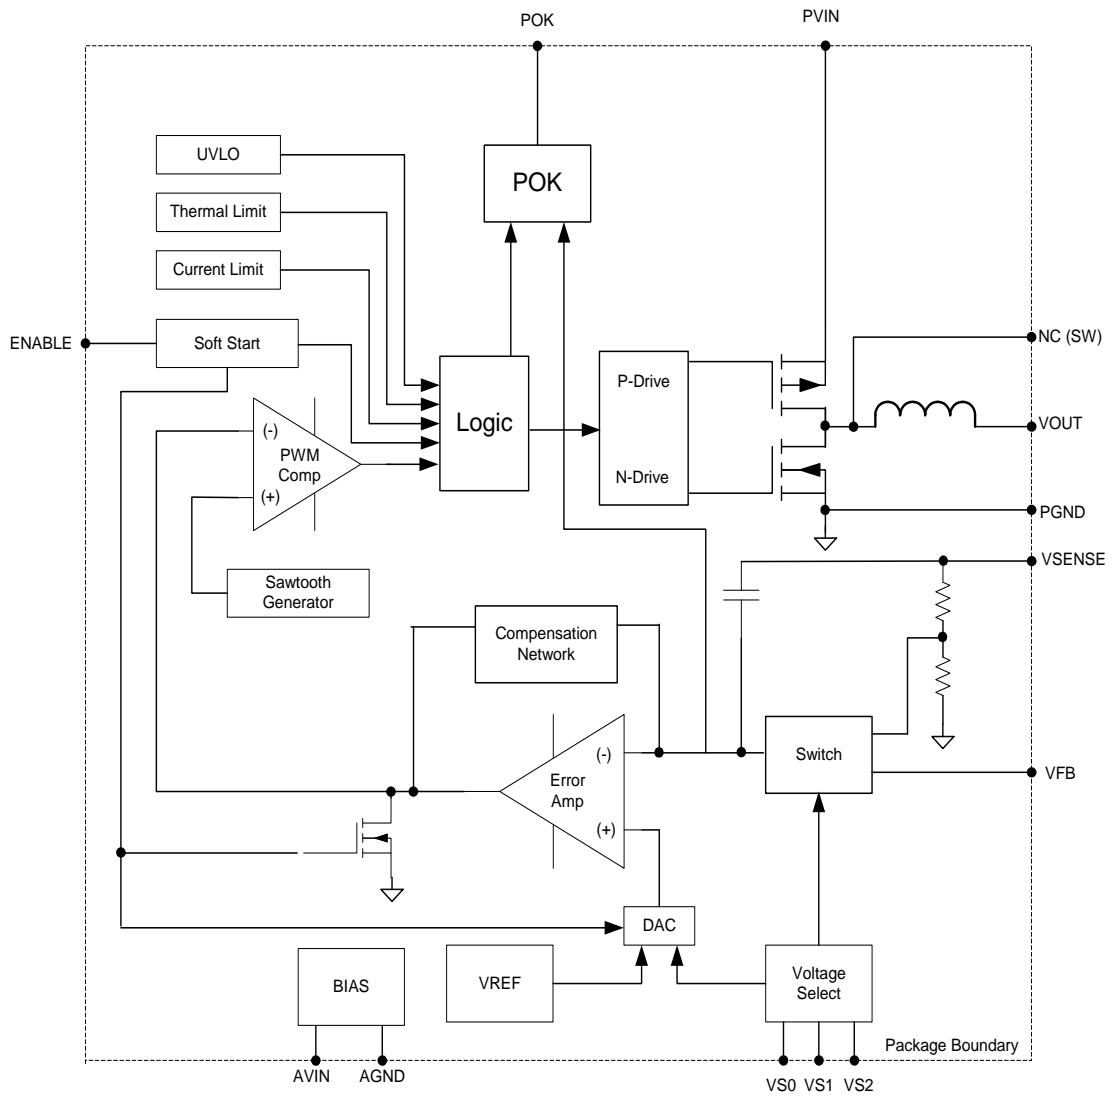 POK
PVIN
UVLO
POK
Thermal Limit
Current Limit
ENABLE
Soft Start
NC (SW)
P-Drive
Logic
VOUT
(-)
PWM
Comp
(+)
N-Drive
PGND
VSENSE
Sawtooth
Generator
Compensation
Network
(-)
Switch
Error
Amp
VFB
(+)
DAC
BIAS
VREF
Voltage
Select
Package Boundary
AVIN
AGND
VS0
VS1
VS2